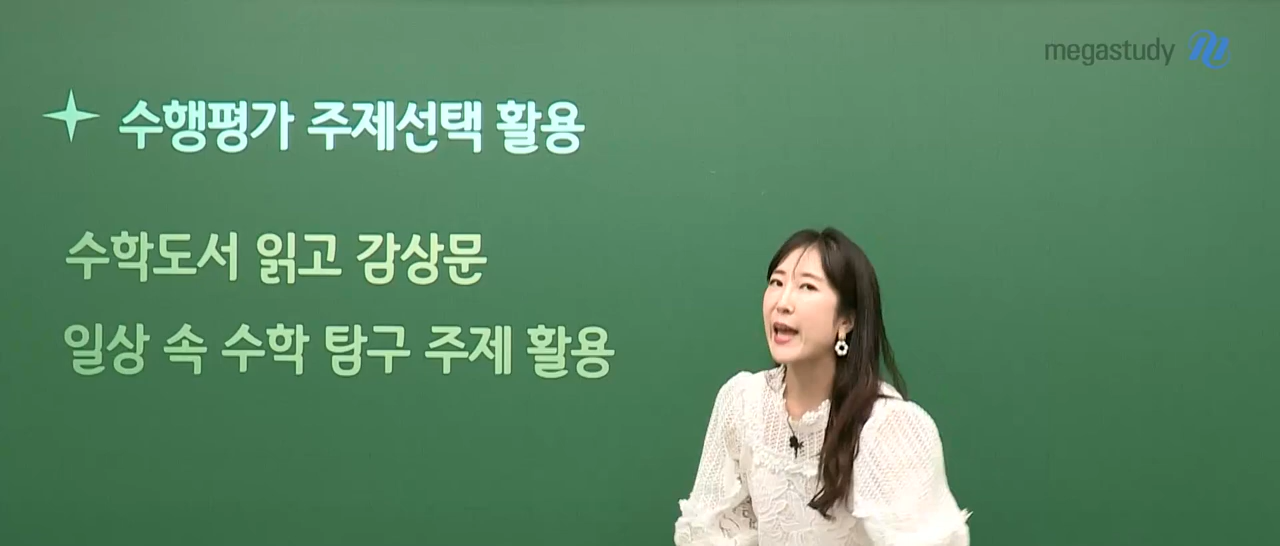 megastudy
수행평가 주제선택 활용
수학도서 읽고 감상문
일상 속 수학 탐구 주제 활용